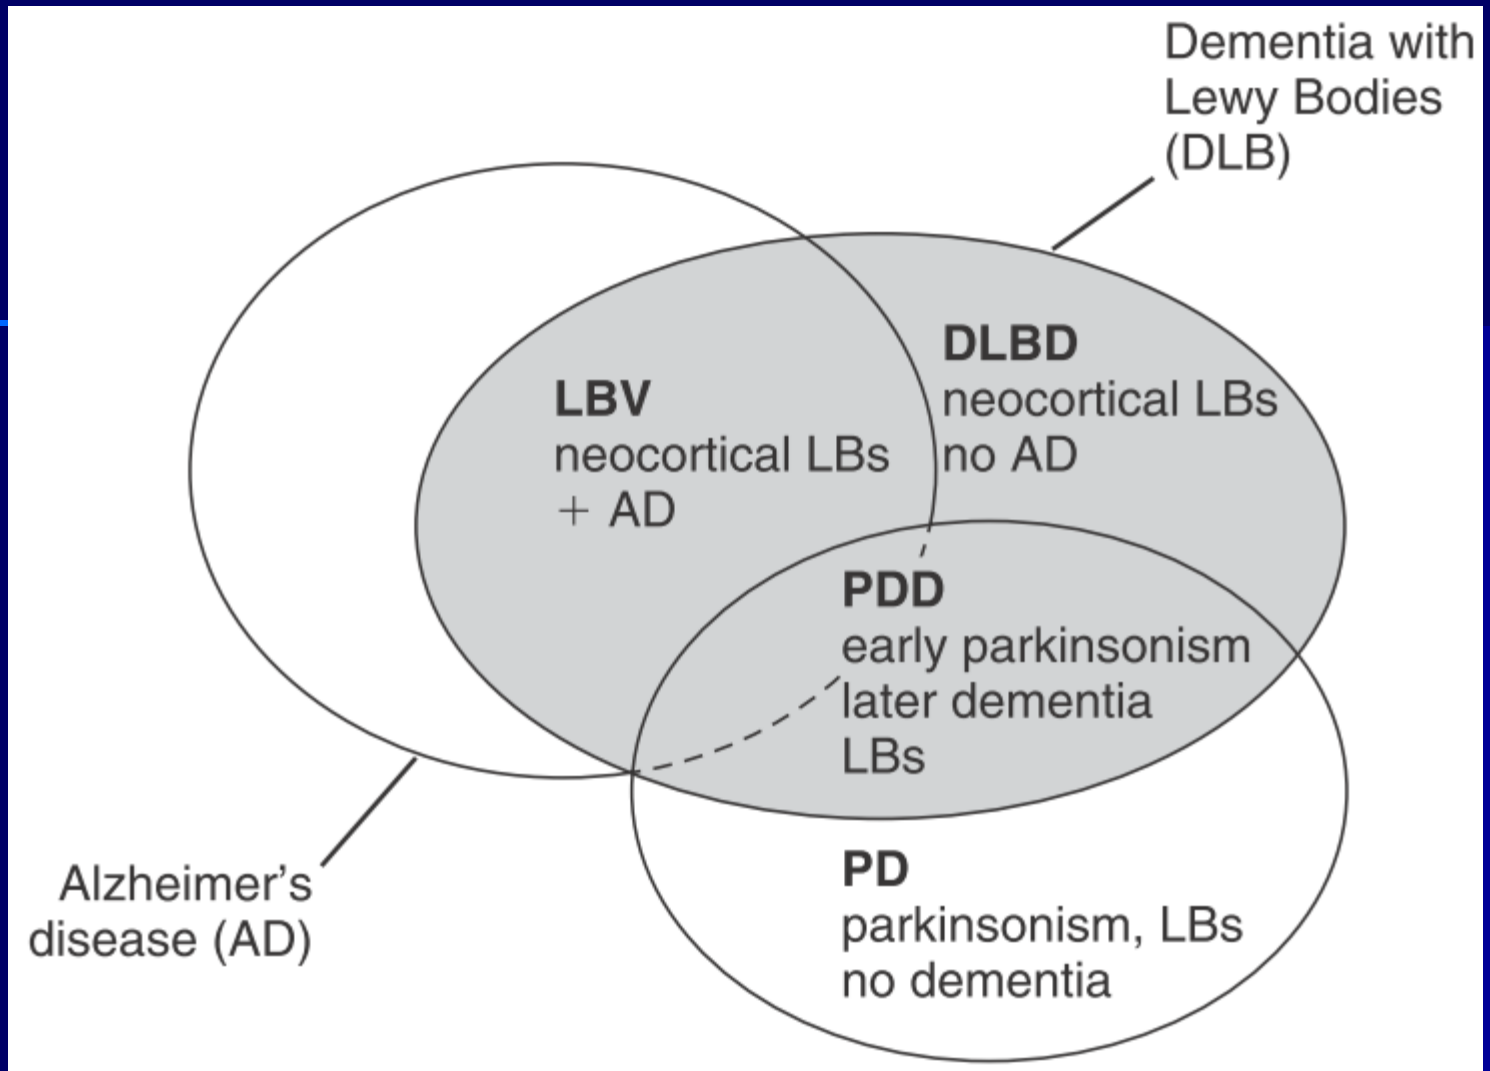 Dementia with
Lewy Bodies
(DLB)
DLBD
neocortical LBs
no AD
LBV
neocortical LBs
+ AD
PDD
early parkinsonism
later dementia
LBs
PD
parkinsonism, LBs
no dementia
Alzheimer's
disease (AD)